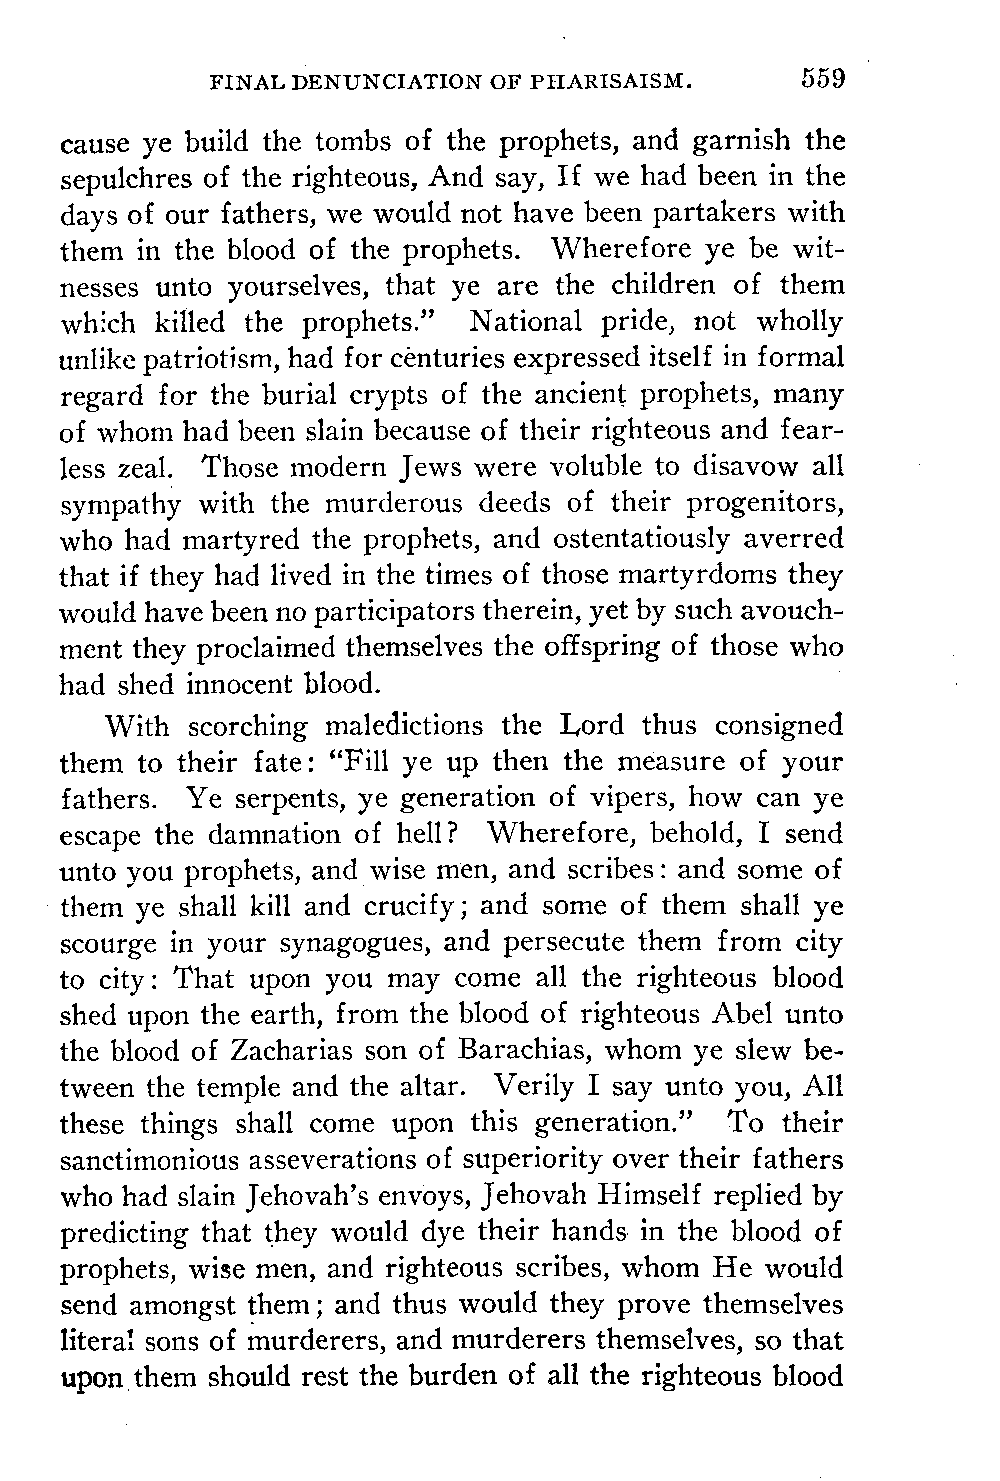 FINAL DENUNCIATION OF PHARISAISM. 559
cause ye build the tombs of the prophets, and garnish the
sepulchres of the righteous, And say, If we had been in the
days of our fathers, we would not have been partakers with
them in the blood of the prophets. Wherefore ye be wit-
nesses unto yourselves, that ye are the children of them
which killed the prophets." National pride, not wholly
unlike patriotism, had for centuries expressed itself in formal
regard for the burial crypts of the ancient prophets, many
of whom had been slain because of their righteous and fear-
less zeal. Those modern Jews were voluble to disavow all
sympathy with the murderous deeds of their progenitors,
who had martyred the prophets, and ostentatiously averred
that if they had lived in the times of those martyrdoms they
would have been no participators therein, yet by such avouch-
ment they proclaimed themselves the offspring of those who
had shed innocent blood.
With scorching maledictions the Lord thus consigned
them to their fate: "Fill ye up then the measure of your
fathers. Ye serpents, ye generation of vipers, how can ye
escape the damnation of hell? Wherefore, behold, I send
unto you prophets, and wise men, and scribes: and some of
them ye shall kill and crucify; and some of them shall ye
scourge in your synagogues, and persecute them from city
to city: That upon you may come all the righteous blood
shed upon the earth, from the blood of righteous Abel unto
the blood of Zacharias son of Barachias, whom ye slew be-
tween the temple and the altar. Verily I say unto you, All
these things shall come upon this generation." To their
sanctimonious asseverations of superiority over their fathers
who had slain Jehovah's envoys, Jehovah Himself replied by
predicting that they would dye their hands in the blood of
prophets, wise men, and righteous scribes, whom He would
send amongst them; and thus would they prove themselves
literal sons of murderers, and murderers themselves, so that
upon them should rest the burden of all the righteous blood